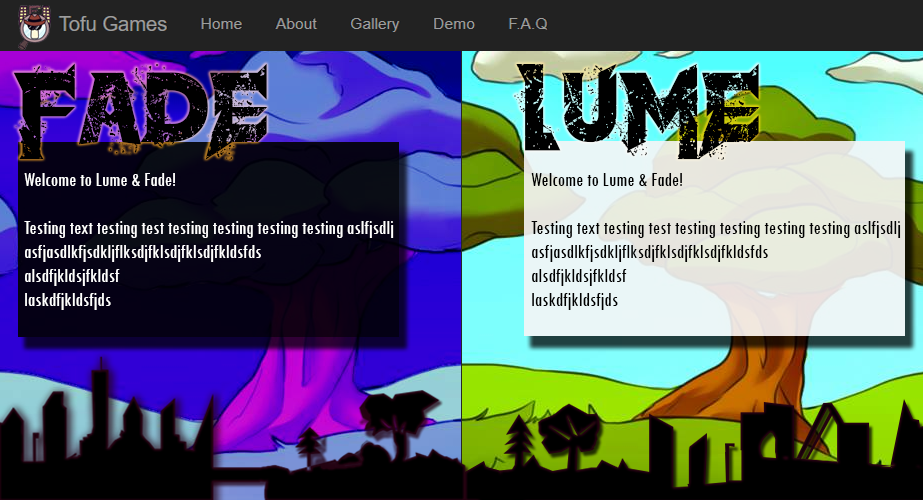 Tofu Games Home About Gallery Demo F.A.Q
FADE
Welcome to Lume & Fade!
Testing text testing test testing testing testing testing aslfjsdlj
asfjasdlkfjsdkljflksdjfklsdjfklsdjfkldsfds
alsdfjkldsjfkldsf
laskdfjkldsfjds
LUME
Welcome to Lume & Fade!
Testing text testing test testing testing testing testing aslfjsdlj
asfjasdlkfjsdkljflksdjfklsdjfklsdjfkldsfds
alsdfjkldsjfkldsf
laskdfjkldsfjds